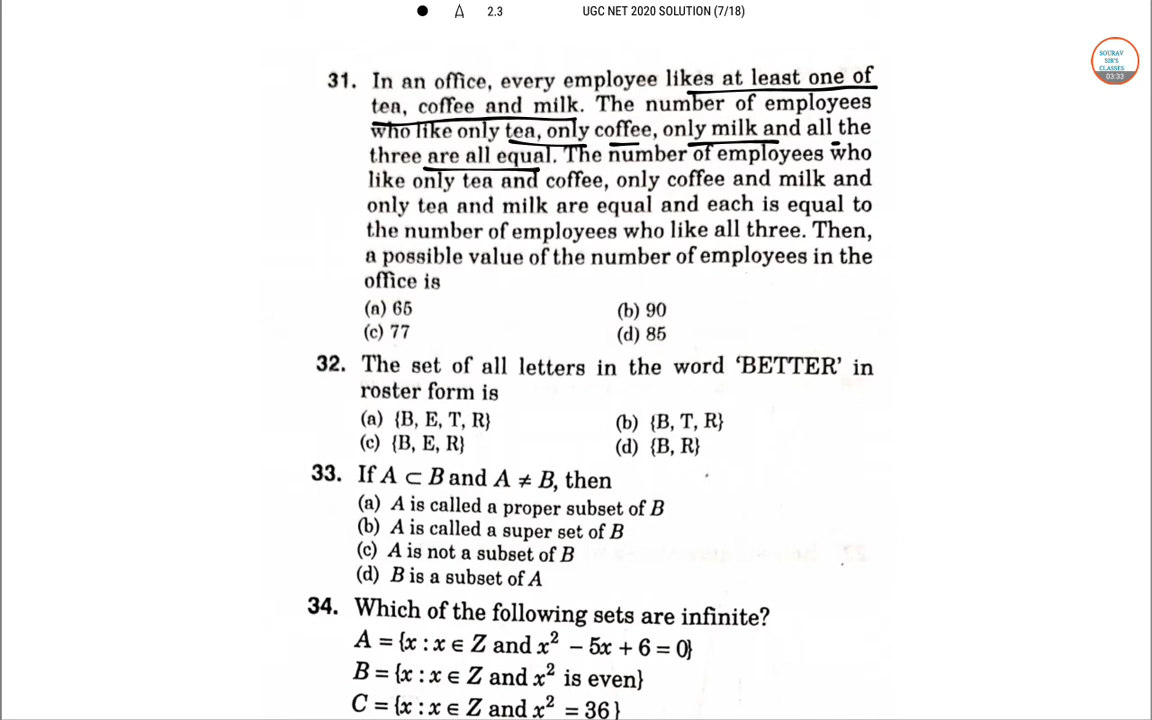 2.3 UGC NET 2020 SOLUTION (7/18)
SOURAV
SIR'S
CLASSES
03:33
31. In an office, every employee likes at least one of
tea, coffee and milk. The number of employees
who like only tea, only coffee, only milk and all the
three are all equal. The number of employees who
like only tea and coffee, only coffee and milk and
only tea and milk are equal and each is equal to
the number of employees who like all three. Then,
a possible value of the number of employees in the
office is
(a) 65 (b) 90
(c) 77 (d) 85
32. The set of all letters in the word ‘BETTER’ in
roster form is
(a) {B, E, T, R} (b) {B, T, R}
(c) {B, E, R} (d) {B, R}
33. If A ⊂ B and A ≠ B, then
(a) A is called a proper subset of B
(b) A is called a super set of B
(c) A is not a subset of B
(d) B is a subset of A
34. Which of the following sets are infinite?
A = {x : x ∈ Z and x² – 5x + 6 = 0}
B = {x : x ∈ Z and x² is even}
C = {x : x ∈ Z and x² = 36}